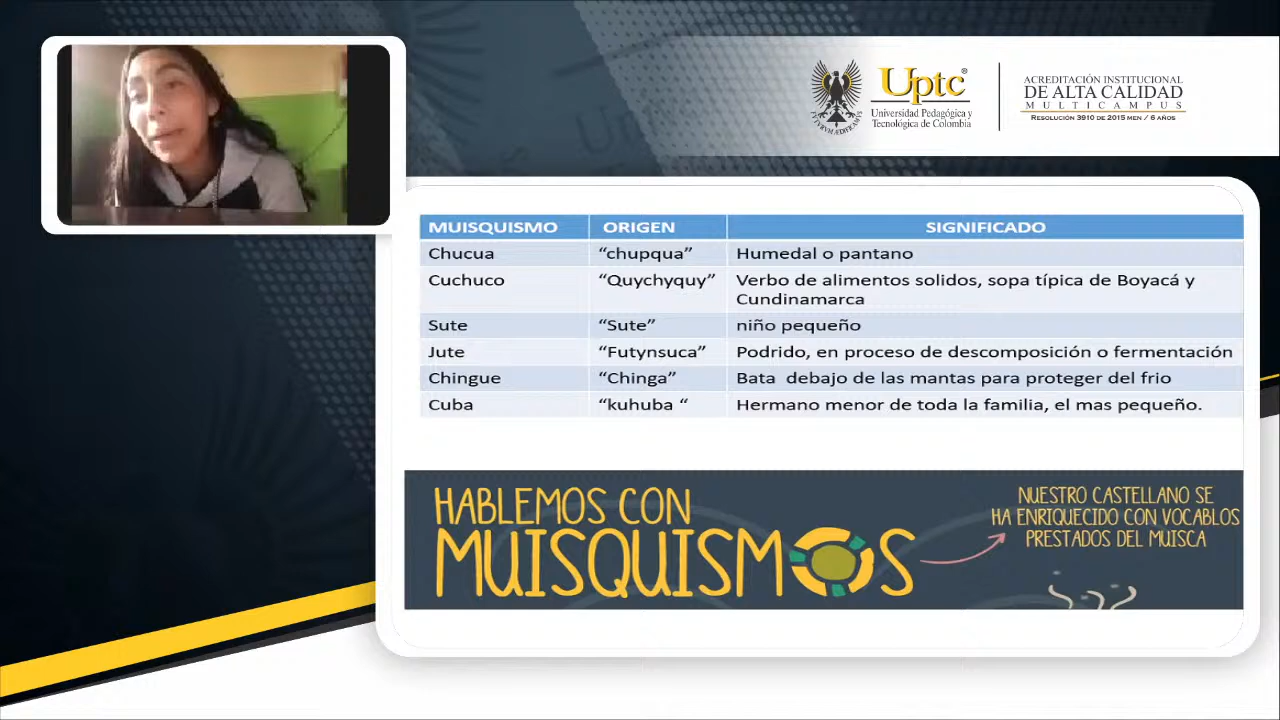 Uptc®
Universidad Pedagógica y
Tecnológica de Colombia
ACREDITACIÓN INSTITUCIONAL
DE ALTA CALIDAD
MULTICAMPUS
RESOLUCIÓN 3910 DE 2015 MEN / 6 AÑOS
MUISQUISMO ORIGEN SIGNIFICADO
Chucua “chupqua” Humedal o pantano
Cuchuco “Quychyquy” Verbo de alimentos solidos, sopa típica de Boyacá y
Cundinamarca
Sute “Sute” niño pequeño
Jute “Futynsuca” Podrido, en proceso de descomposición o fermentación
Chingue “Chinga” Bata debajo de las mantas para proteger del frio
Cuba “kuhuba “ Hermano menor de toda la familia, el mas pequeño.
HABLEMOS CON
MUISQUISMOS
NUESTRO CASTELLANO SE
HA ENRIQUECIDO CON VOCABLOS
PRESTADOS DEL MUISCA